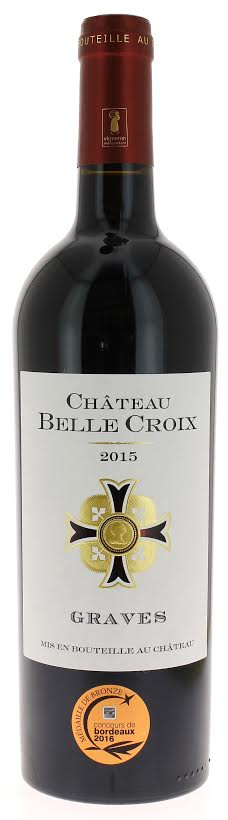 BOUTEILLE AU
vigneron
CHÂTEAU
BELLE CROIX
2015
GRAVES
MIS EN BOUTEILLE AU CHÂTEAU
MÉDAILLE DE BRONZE
concours de
bordeaux
2016